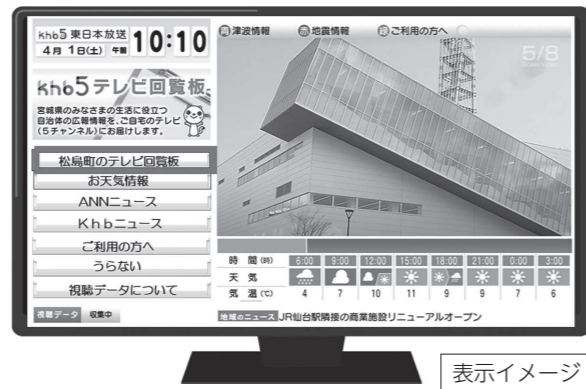 khb5 東日本放送
4月 1日(土) 午前 10:10
青 津波情報 赤 地震情報 緑 ご利用の方へ
5/8
khb5テレビ回覧板
宮城県のみなさまの生活に役立つ
自治体の広報情報を、ご自宅のテレビ
(5チャンネル)にお届けします。
松島町のテレビ回覧板
お天気情報
ANNニュース
Khbニュース
ご利用の方へ
うらない
視聴データについて
視聴データ 収集中
時間(時) 6:00 9:00 12:00 15:00 18:00 21:00 0:00 3:00
天気
気温(℃) 4 7 10 11 9 9 7 6
地域のニュース JR仙台駅隣接の商業施設リニューアルオープン
表示イメージ